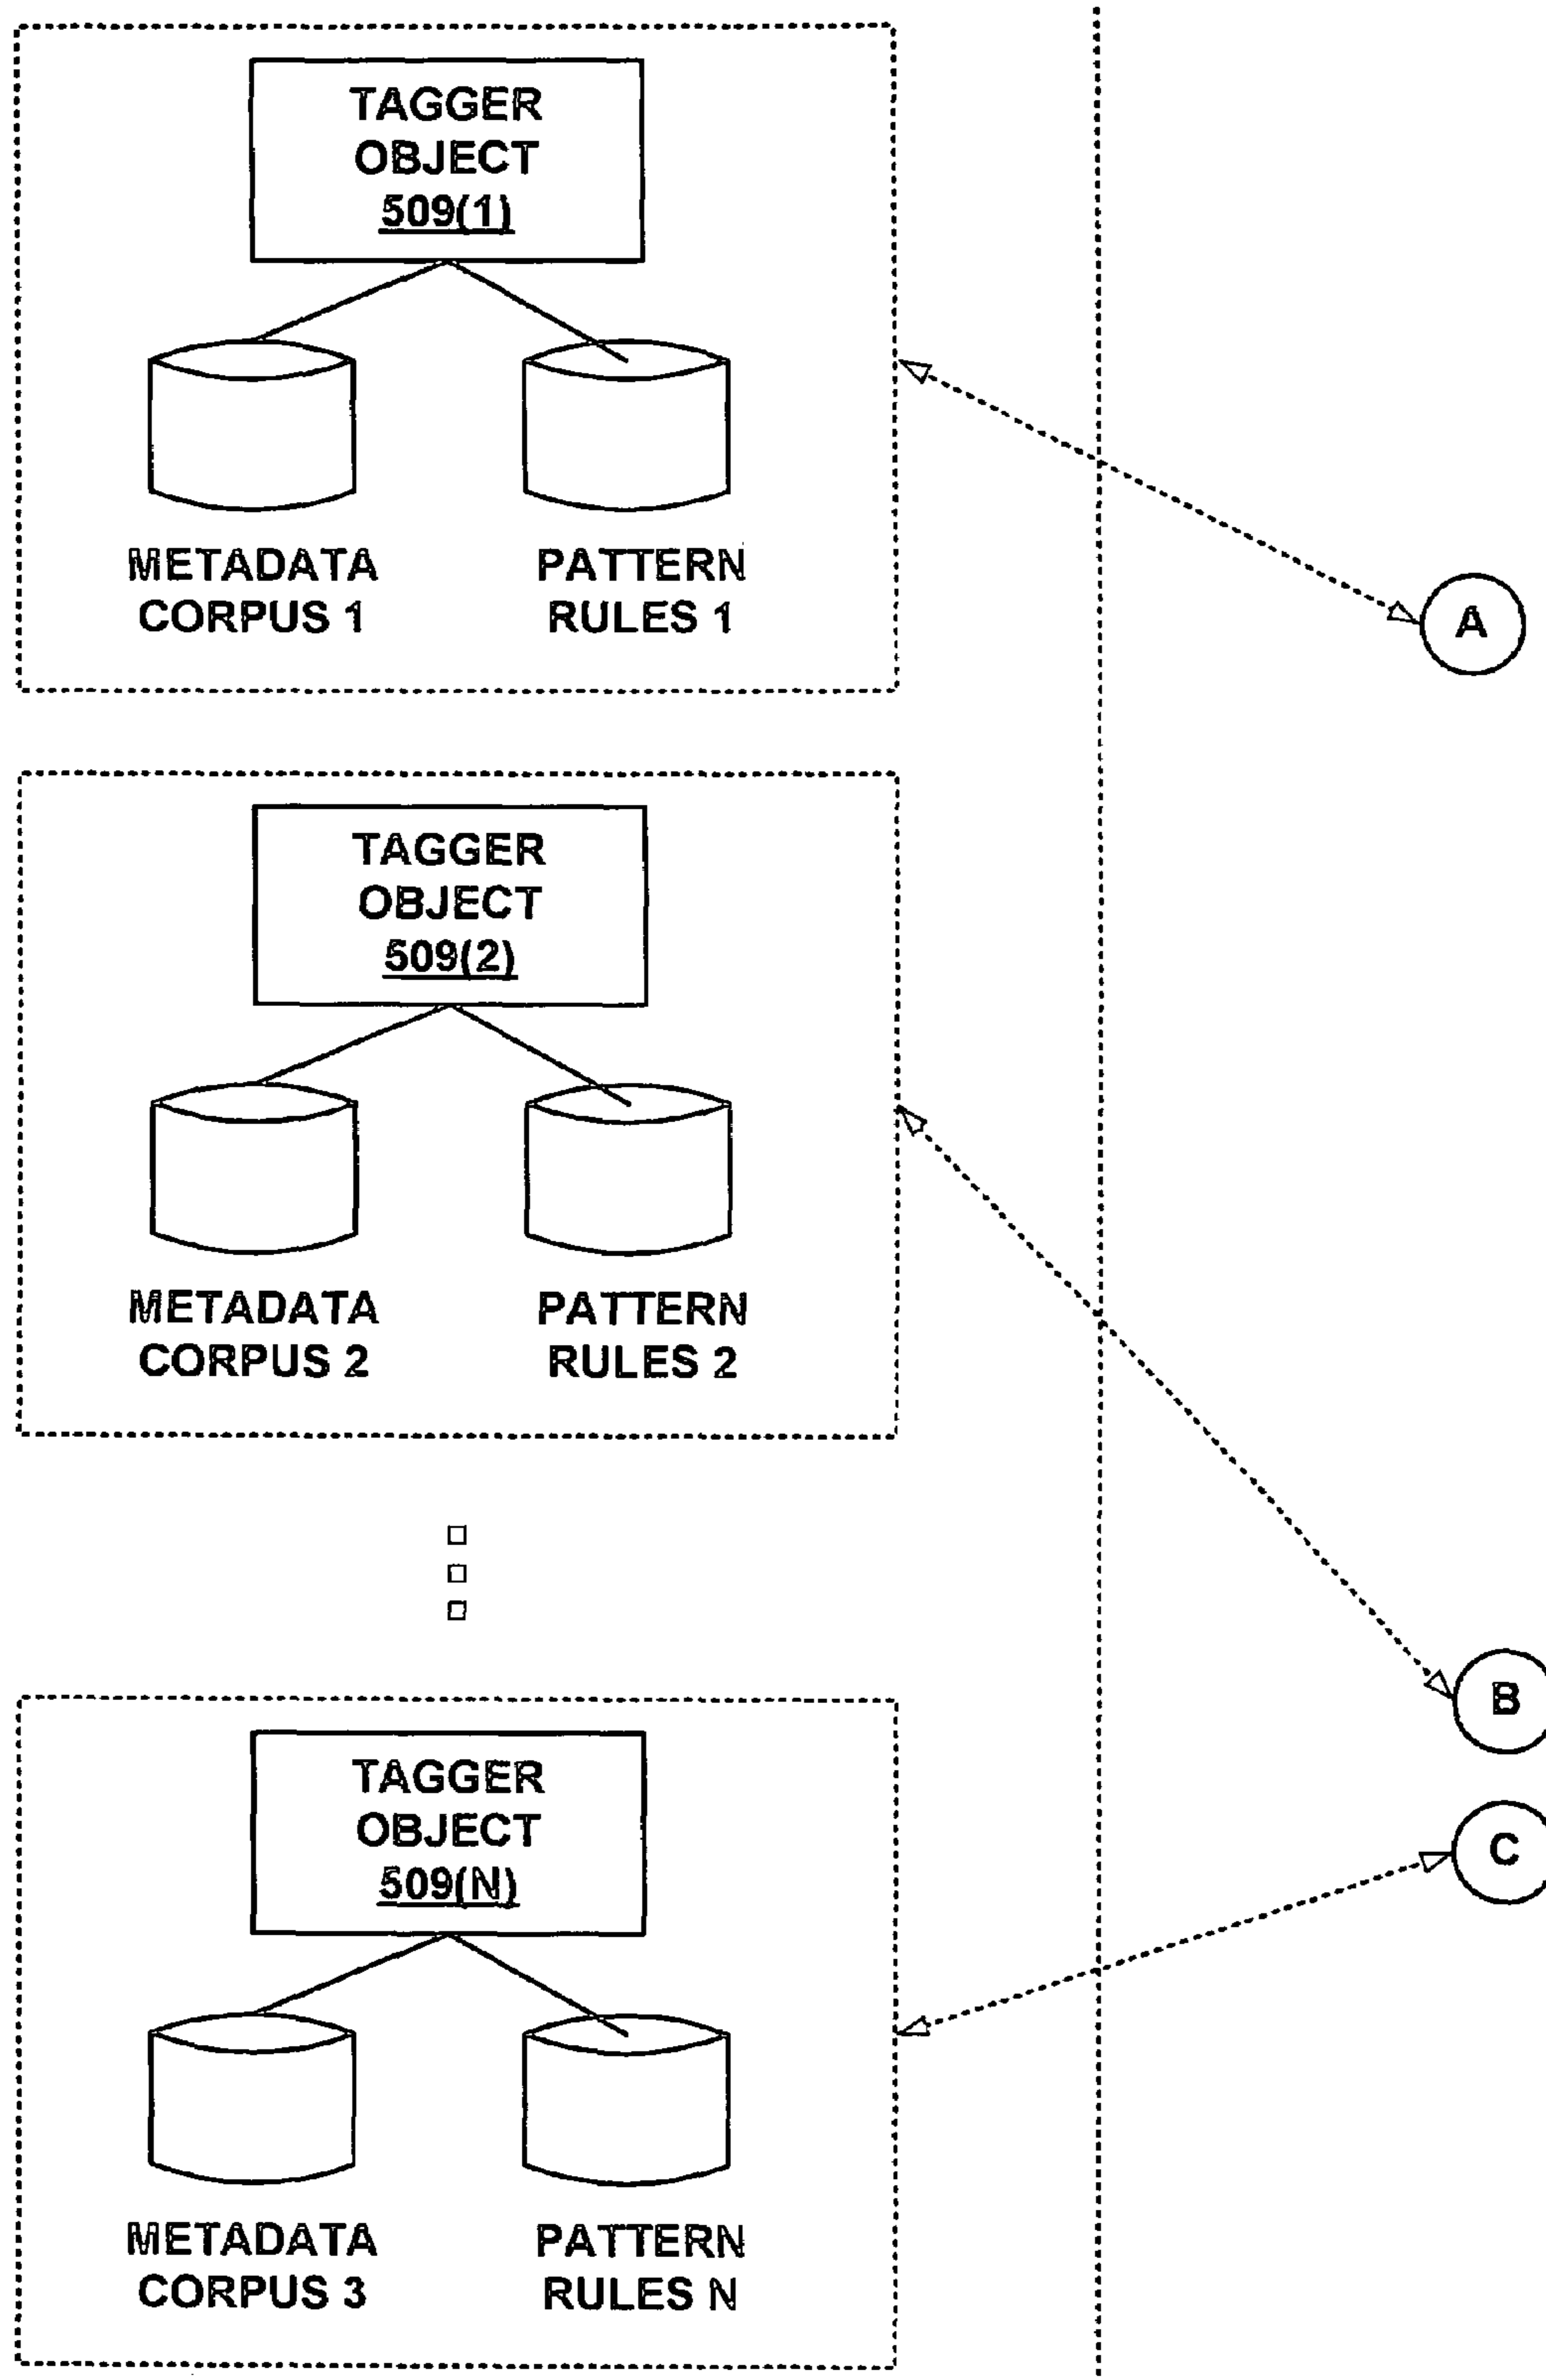 TAGGER
OBJECT
509(1)
METADATA
CORPUS 1
PATTERN
RULES 1
A
TAGGER
OBJECT
509(2)
METADATA
CORPUS 2
PATTERN
RULES 2
B
TAGGER
OBJECT
509(N)
C
METADATA
CORPUS 3
PATTERN
RULES N